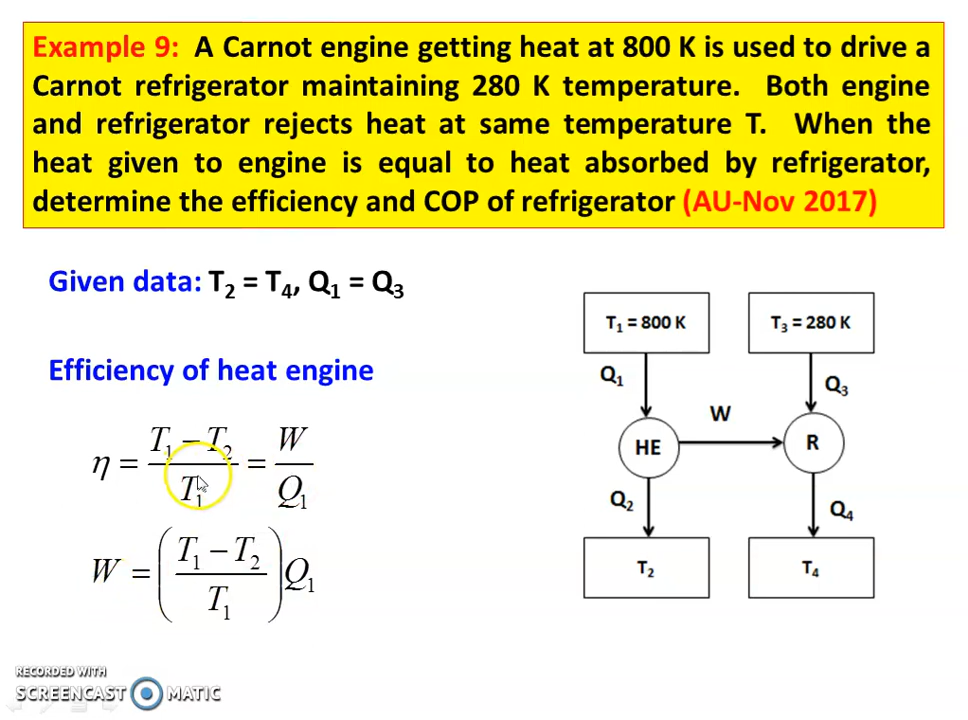 Example 9: A Carnot engine getting heat at 800 K is used to drive a
Carnot refrigerator maintaining 280 K temperature. Both engine
and refrigerator rejects heat at same temperature T. When the
heat given to engine is equal to heat absorbed by refrigerator,
determine the efficiency and COP of refrigerator (AU-Nov 2017)
Given data: T₂ = T₄, Q₁ = Q₃
Efficiency of heat engine
η = (T₁ − T₂)/T₁ = W/Q₁
W = ((T₁ − T₂)/T₁) Q₁
T₁ = 800 K
T₃ = 280 K
Q₁
Q₃
W
HE
R
Q₂
Q₄
T₂
T₄
RECORDED WITH
SCREENCAST MATIC